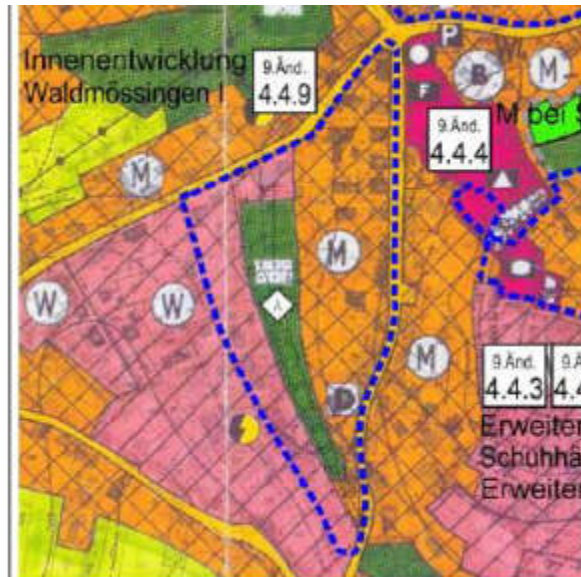 Innenentwicklung
Waldmössingen I
9.Änd.
4.4.9
P
F
B
M
9.Änd.
4.4.4
M bei S
M
W
W
M
M
D
9.Änd.
4.4.3
9.Ä
4.4
Erweiter
Schuhhä
Erweiter